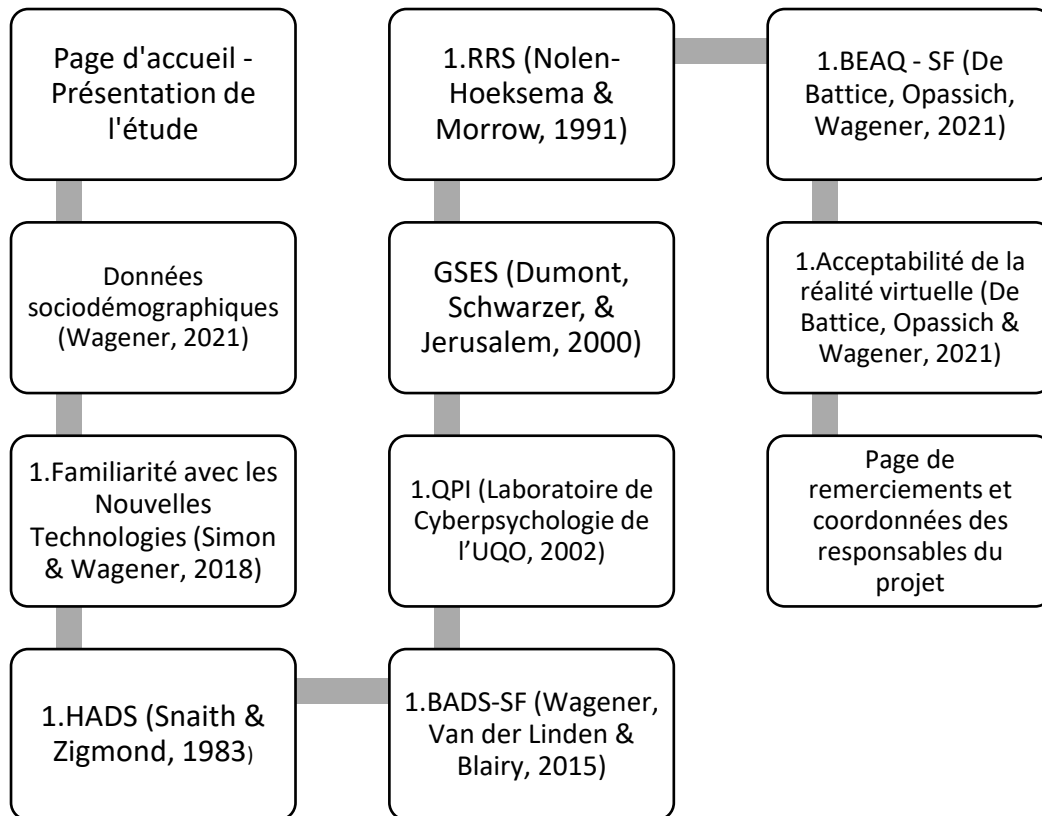 Page d'accueil -
Présentation de
l'étude
Données
sociodémographiques
(Wagener, 2021)
1.Familiarité avec les
Nouvelles
Technologies (Simon
& Wagener, 2018)
1.HADS (Snaith &
Zigmond, 1983)
1.BADS-SF (Wagener,
Van der Linden &
Blairy, 2015)
1.QPI (Laboratoire de
Cyberpsychologie de
l’UQO, 2002)
GSES (Dumont,
Schwarzer, &
Jerusalem, 2000)
1.RRS (Nolen-
Hoeksema &
Morrow, 1991)
1.BEAQ - SF (De
Battice, Opassich,
Wagener, 2021)
1.Acceptabilité de la
réalité virtuelle (De
Battice, Opassich &
Wagener, 2021)
Page de
remerciements et
coordonnées des
responsables du
projet